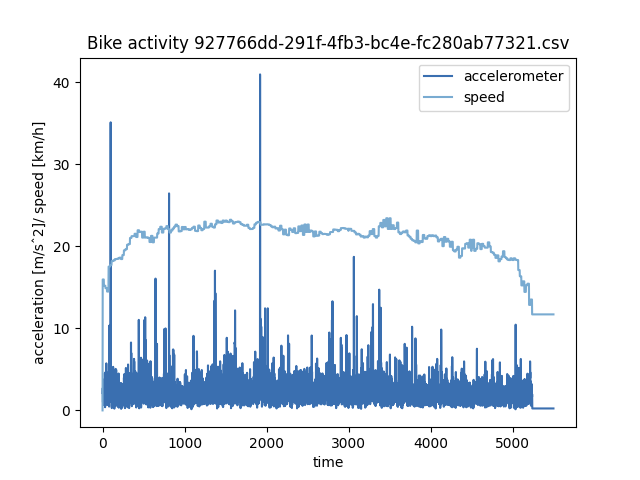 Bike activity 927766dd-291f-4fb3-bc4e-fc280ab77321.csv
acceleration [m/s^2]/ speed [km/h]
40
30
20
10
0
accelerometer
speed
0 1000 2000 3000 4000 5000
time